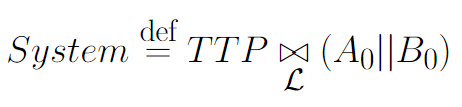 System ≝ TTP ⋈_ℒ (A₀||B₀)